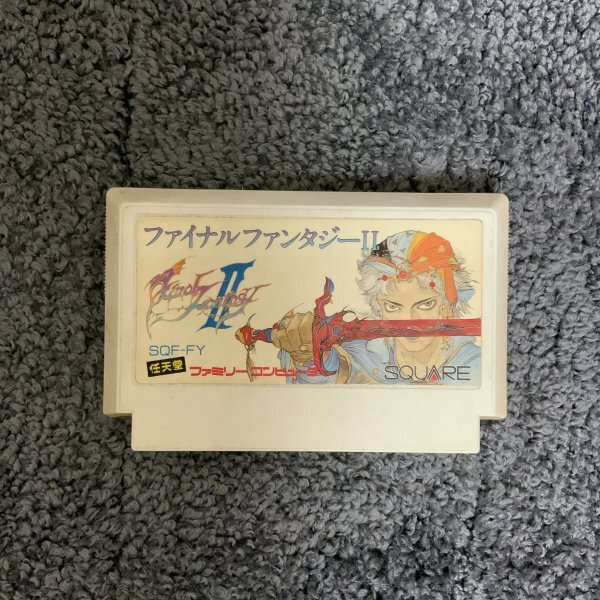 ファイナルファンタジーII
Final Fantasy II
SQF-FY
任天堂 ファミリーコンピュータ
SQUARE